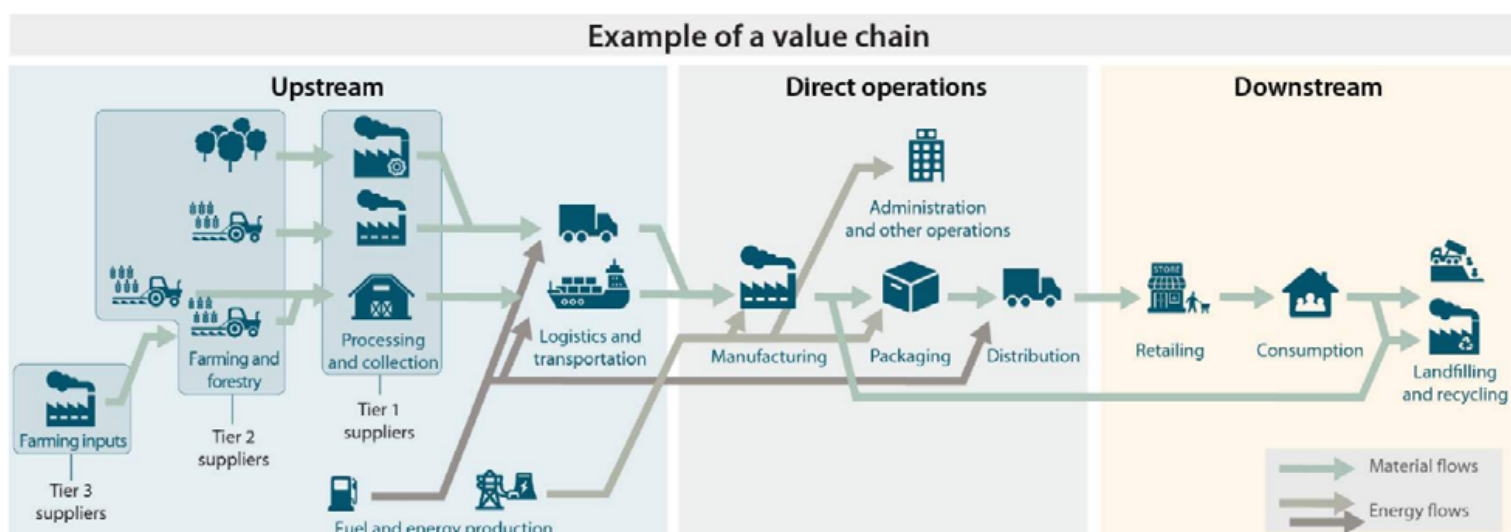 Example of a value chain
Upstream
Direct operations
Downstream
Administration
and other operations
STORE
Processing
and collection
Logistics and
transportation
Farming and
forestry
Manufacturing
Packaging
Distribution
Retailing
Consumption
Landfilling
and recycling
Farming inputs
Tier 1
suppliers
Tier 2
suppliers
Tier 3
suppliers
Fuel and energy production
Material flows
Energy flows